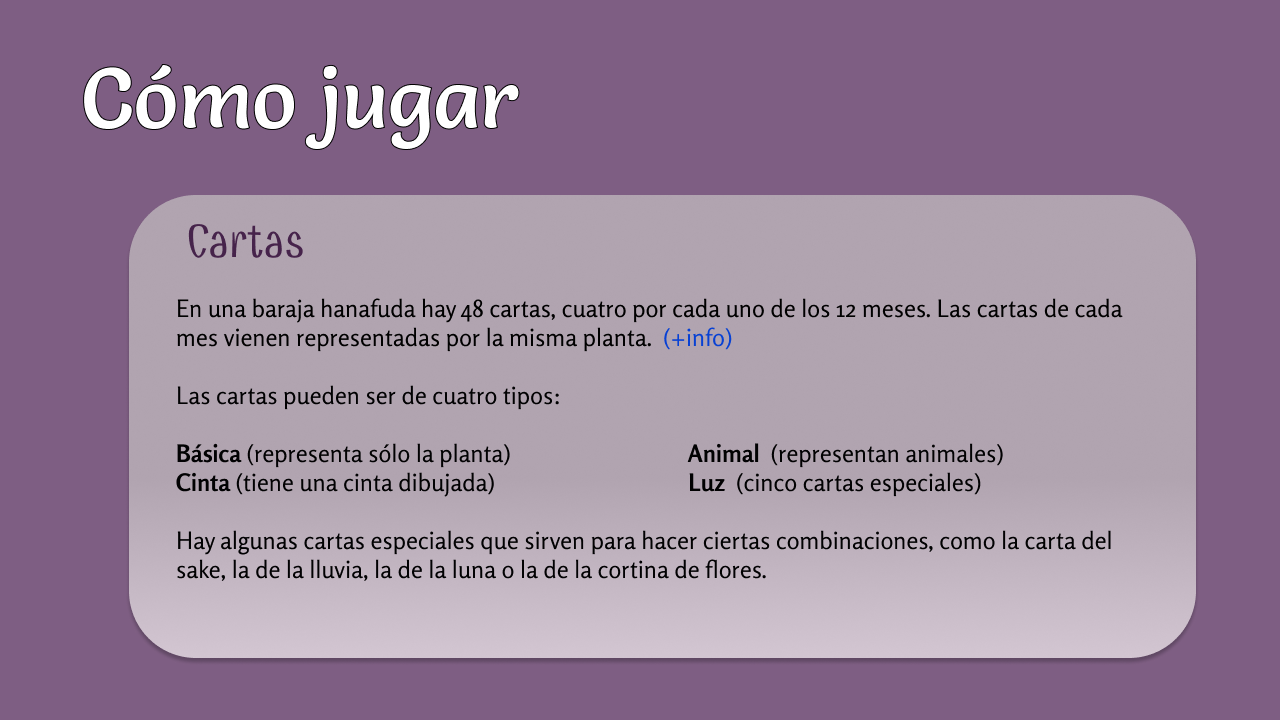 Cómo jugar
Cartas
En una baraja hanafuda hay 48 cartas, cuatro por cada uno de los 12 meses. Las cartas de cada
mes vienen representadas por la misma planta. (+info)
Las cartas pueden ser de cuatro tipos:
Básica (representa sólo la planta) Animal (representan animales)
Cinta (tiene una cinta dibujada) Luz (cinco cartas especiales)
Hay algunas cartas especiales que sirven para hacer ciertas combinaciones, como la carta del
sake, la de la lluvia, la de la luna o la de la cortina de flores.